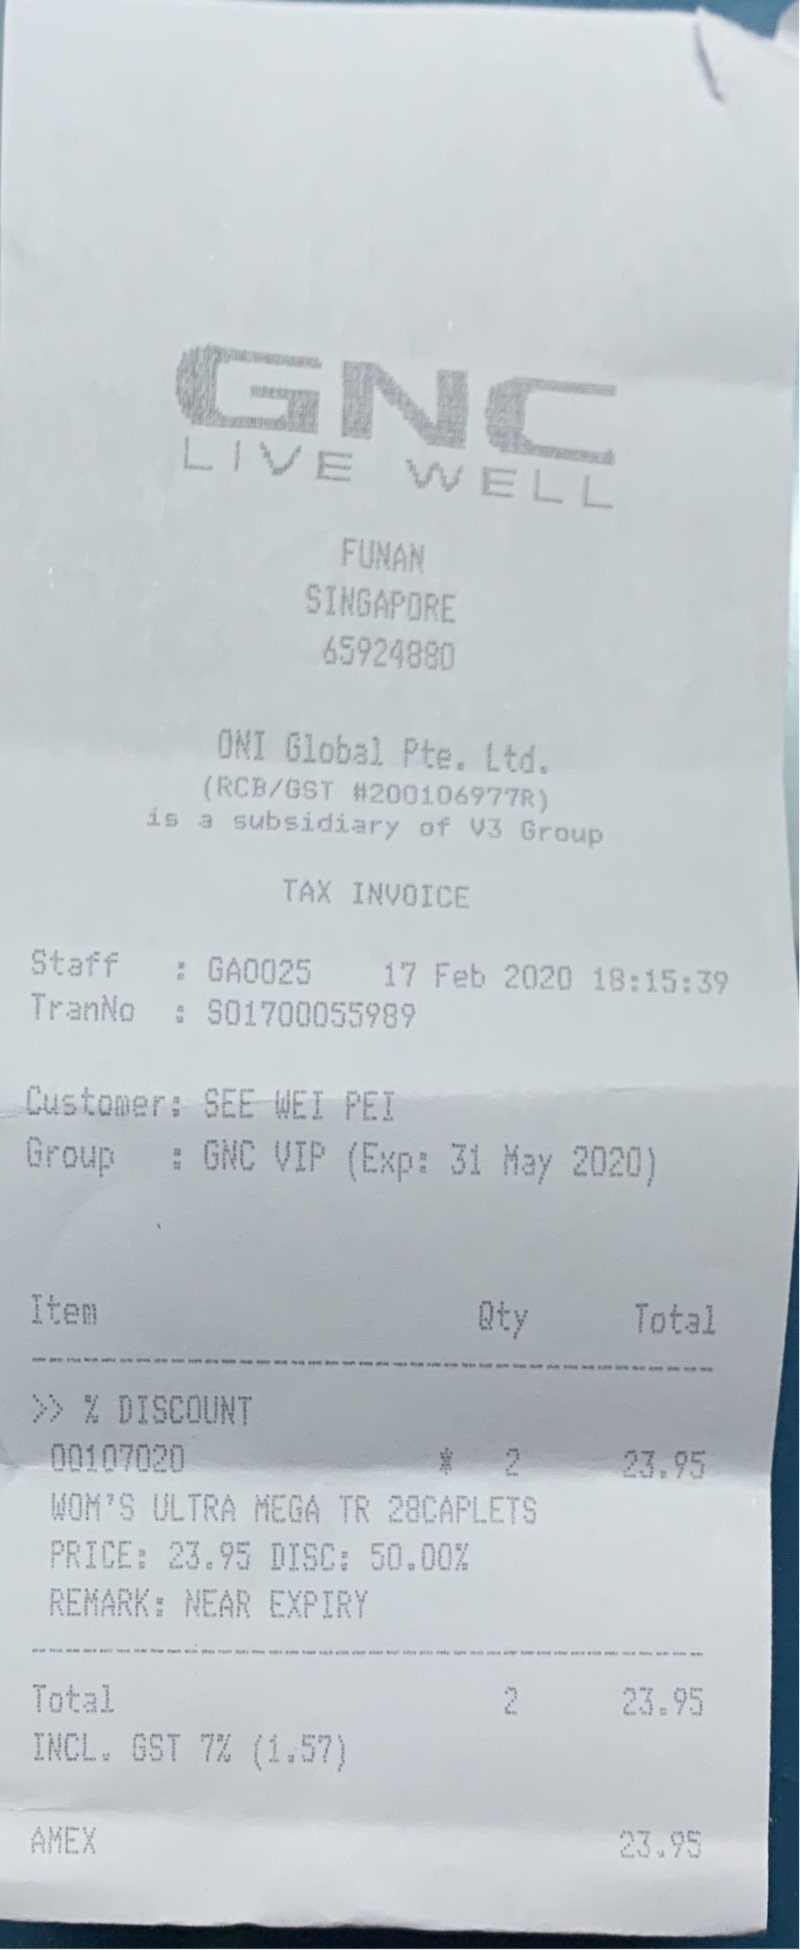 GNC
LIVE WELL
FUNAN
SINGAPORE
65924880
ONI Global Pte. Ltd.
(RCB/GST #200106977R)
is a subsidiary of V3 Group
TAX INVOICE
Staff : GA0025 17 Feb 2020 18:15:39
TranNo : S01700055989
Customer: SEE WEI PEI
Group : GNC VIP (Exp: 31 May 2020)
Item Qty Total
>> % DISCOUNT
00107020 * 2 23.95
WOM'S ULTRA MEGA TR 28CAPLETS
PRICE: 23.95 DISC: 50.00%
REMARK: NEAR EXPIRY
Total 2 23.95
INCL. GST 7% (1.57)
AMEX 23.95